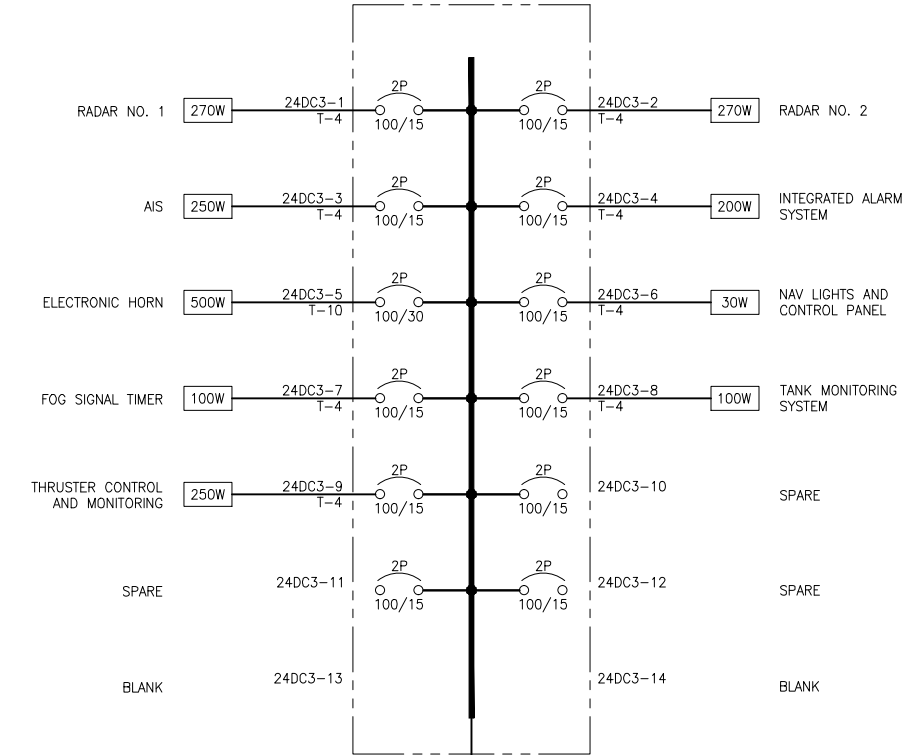 2P
2P
RADAR NO. 1 270W 24DC3-1 24DC3-2 270W RADAR NO. 2
T-4 100/15 100/15 T-4
2P
2P
AIS 250W 24DC3-3 24DC3-4 200W INTEGRATED ALARM
SYSTEM
T-4 100/15 100/15 T-4
2P
2P
ELECTRONIC HORN 500W 24DC3-5 24DC3-6 30W NAV LIGHTS AND
CONTROL PANEL
T-10 100/30 100/15 T-4
2P
2P
FOG SIGNAL TIMER 100W 24DC3-7 24DC3-8 100W TANK MONITORING
SYSTEM
T-4 100/15 100/15 T-4
2P
2P
THRUSTER CONTROL
AND MONITORING 250W 24DC3-9 24DC3-10 SPARE
T-4 100/15 100/15
2P
2P
SPARE 24DC3-11 24DC3-12 SPARE
100/15 100/15
BLANK 24DC3-13 24DC3-14 BLANK